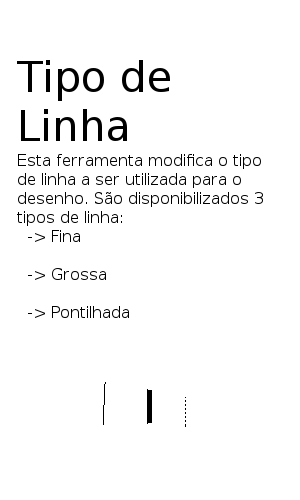 Tipo de
Linha
Esta ferramenta modifica o tipo
de linha a ser utilizada para o
desenho. São disponibilizados 3
tipos de linha:
-> Fina
-> Grossa
-> Pontilhada